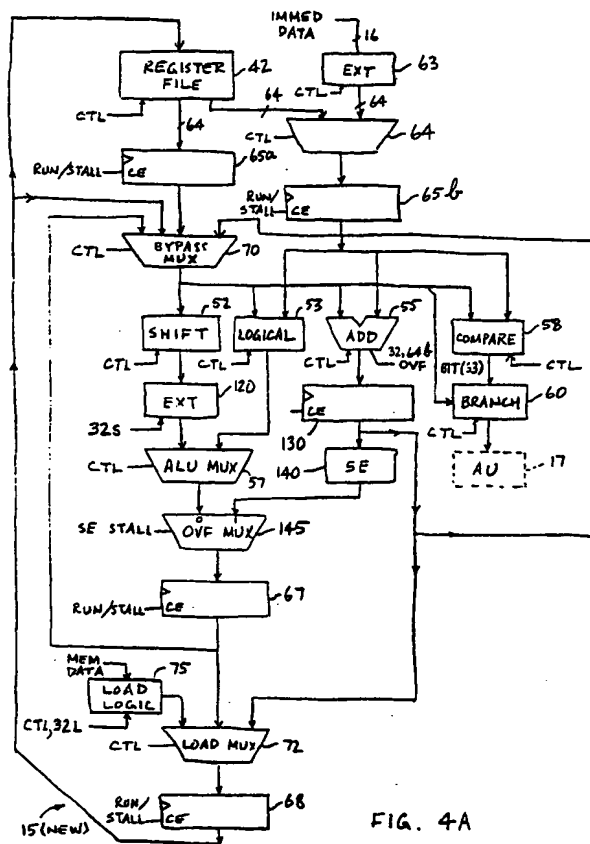 IMMED
DATA
16
REGISTER
FILE
42
EXT
63
CTL
64
CTL
64
64
CTL
64
RUN/STALL
CE
65a
RUN/
STALL
CE
65b
BYPASS
MUX
CTL
70
52
53
55
58
SHIFT
LOGICAL
ADD
COMPARE
CTL
CTL
CTL
32,64b
OVF
BIT(S3)
CTL
EXT
120
32S
CE
130
BRANCH
60
CTL
CTL
ALU MUX
57
140
SE
AU
17
SE STALL
0
OVF MUX
1
145
RUN/STALL
CE
67
MEM
DATA
75
LOAD
LOGIC
CTL,32L
CTL
LOAD MUX
72
RUN/
STALL
CE
68
15(NEW)
FIG. 4A